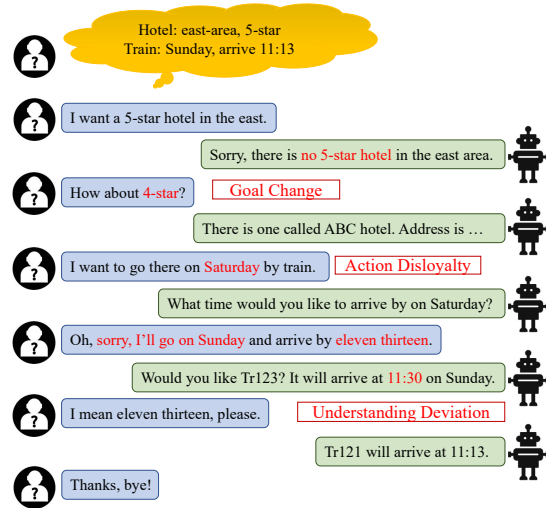 Hotel: east-area, 5-star
Train: Sunday, arrive 11:13
I want a 5-star hotel in the east.
Sorry, there is no 5-star hotel in the east area.
How about 4-star?
Goal Change
There is one called ABC hotel. Address is …
I want to go there on Saturday by train.
Action Disloyalty
What time would you like to arrive by on Saturday?
Oh, sorry, I’ll go on Sunday and arrive by eleven thirteen.
Would you like Tr123? It will arrive at 11:30 on Sunday.
I mean eleven thirteen, please.
Understanding Deviation
Tr121 will arrive at 11:13.
Thanks, bye!